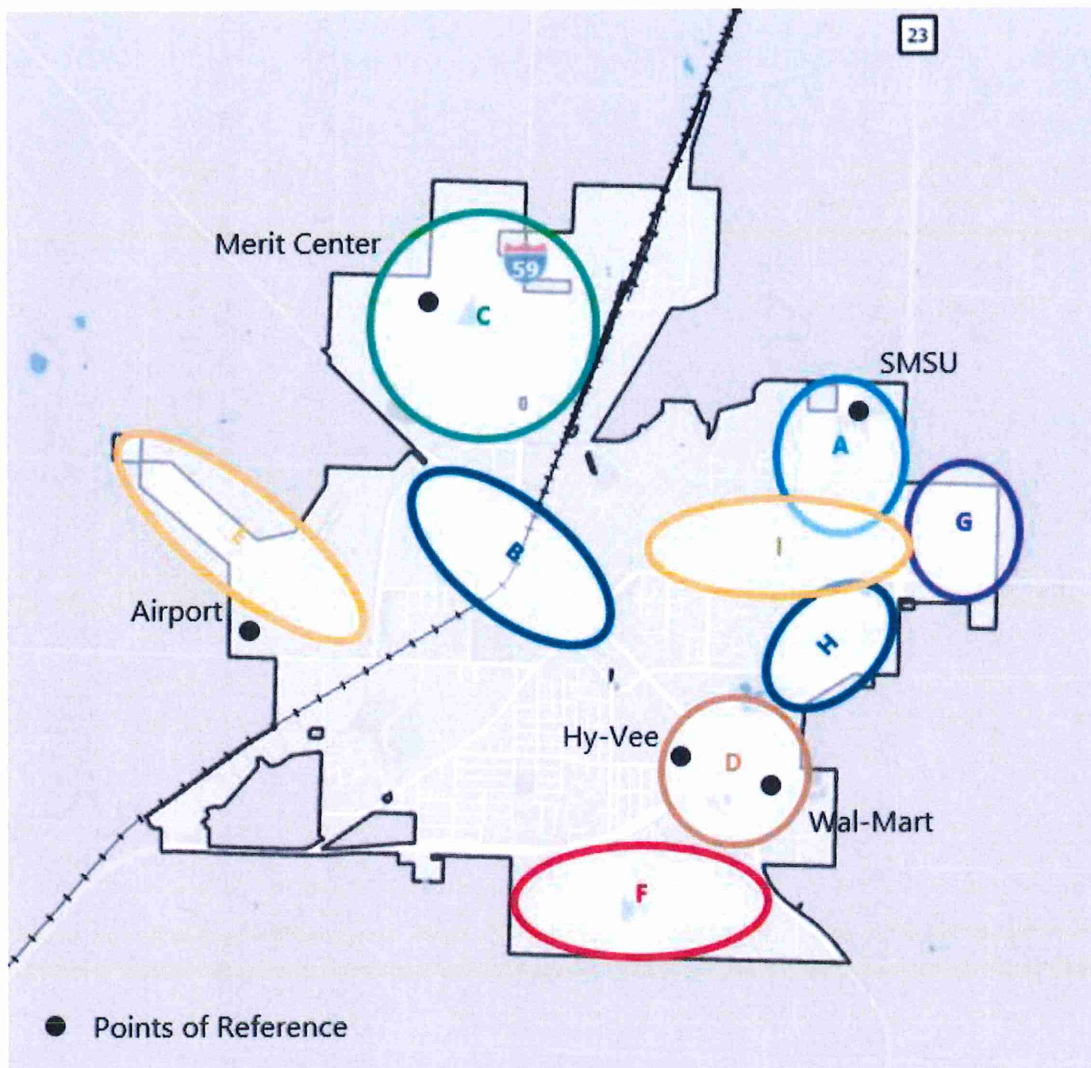 23
Merit Center
59
C
SMSU
A
G
B
I
E
Airport
H
Hy-Vee
D
Wal-Mart
F
Points of Reference